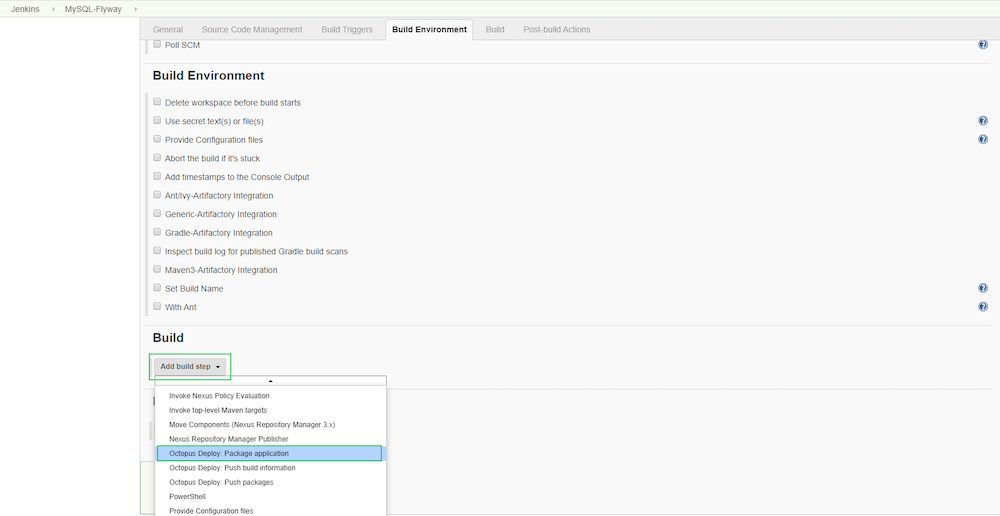 Jenkins MySQL-Flyway
General Source Code Management Build Triggers Build Environment Build Post-build Actions
Poll SCM
Build Environment
Delete workspace before build starts
Use secret text(s) or file(s)
Provide Configuration files
Abort the build if it's stuck
Add timestamps to the Console Output
Ant/Ivy-Artifactory Integration
Generic-Artifactory Integration
Gradle-Artifactory Integration
Inspect build log for published Gradle build scans
Maven3-Artifactory Integration
Set Build Name
With Ant
Build
Add build step
Invoke Nexus Policy Evaluation
Invoke top-level Maven targets
Move Components (Nexus Repository Manager 3.x)
Nexus Repository Manager Publisher
Octopus Deploy: Package application
Octopus Deploy: Push build information
Octopus Deploy: Push packages
PowerShell
Provide Configuration files